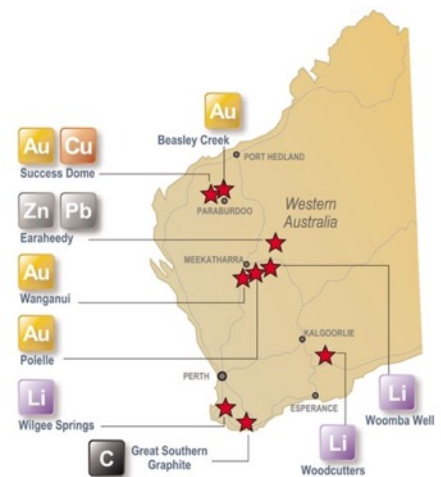 Au
Beasley Creek
Au Cu
Success Dome
PORT HEDLAND
PARABURDOO
Western
Australia
Zn Pb
Earaheedy
MEEKATHARRA
Au
Wanganui
Au
Polelle
KALGOORLIE
PERTH
Li
Wilgee Springs
ESPERANCE
Li
Woomba Well
C
Great Southern
Graphite
Li
Woodcutters